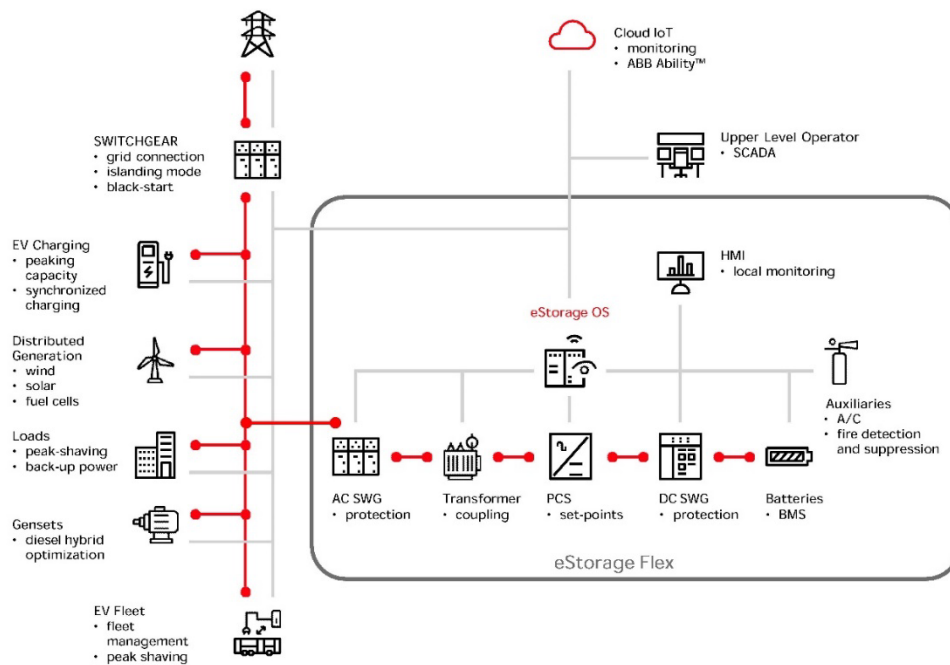 Cloud IoT
• monitoring
• ABB Ability™
SWITCHGEAR
• grid connection
• islanding mode
• black-start
Upper Level Operator
• SCADA
EV Charging
• peaking
capacity
• synchronized
charging
HMI
• local monitoring
eStorage OS
Distributed
Generation
• wind
• solar
• fuel cells
Auxiliaries
• A/C
• fire detection
and suppression
Loads
• peak-shaving
• back-up power
AC SWG
• protection
Transformer
• coupling
PCS
• set-points
DC SWG
• protection
Batteries
• BMS
Gensets
• diesel hybrid
optimization
eStorage Flex
EV Fleet
• fleet
management
• peak shaving